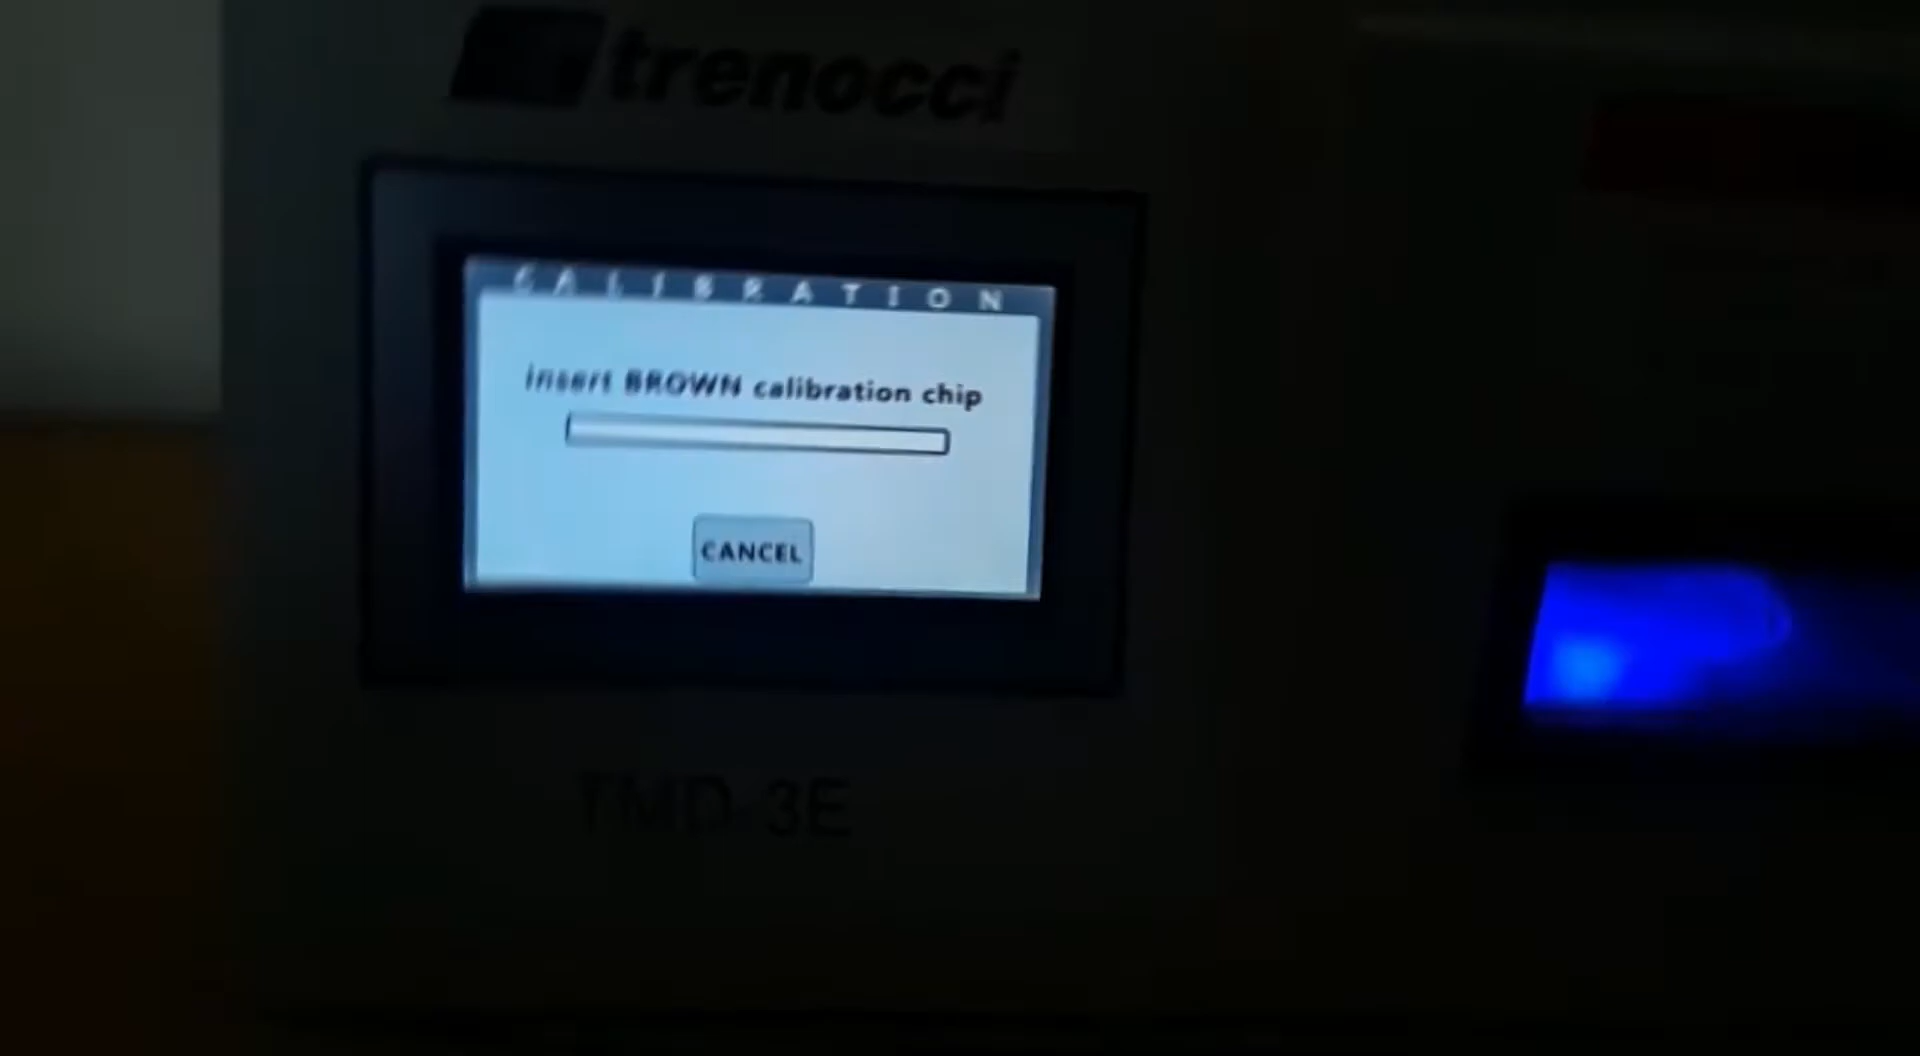 trenocci
CALIBRATION
insert BROWN calibration chip
CANCEL
TMD-3E